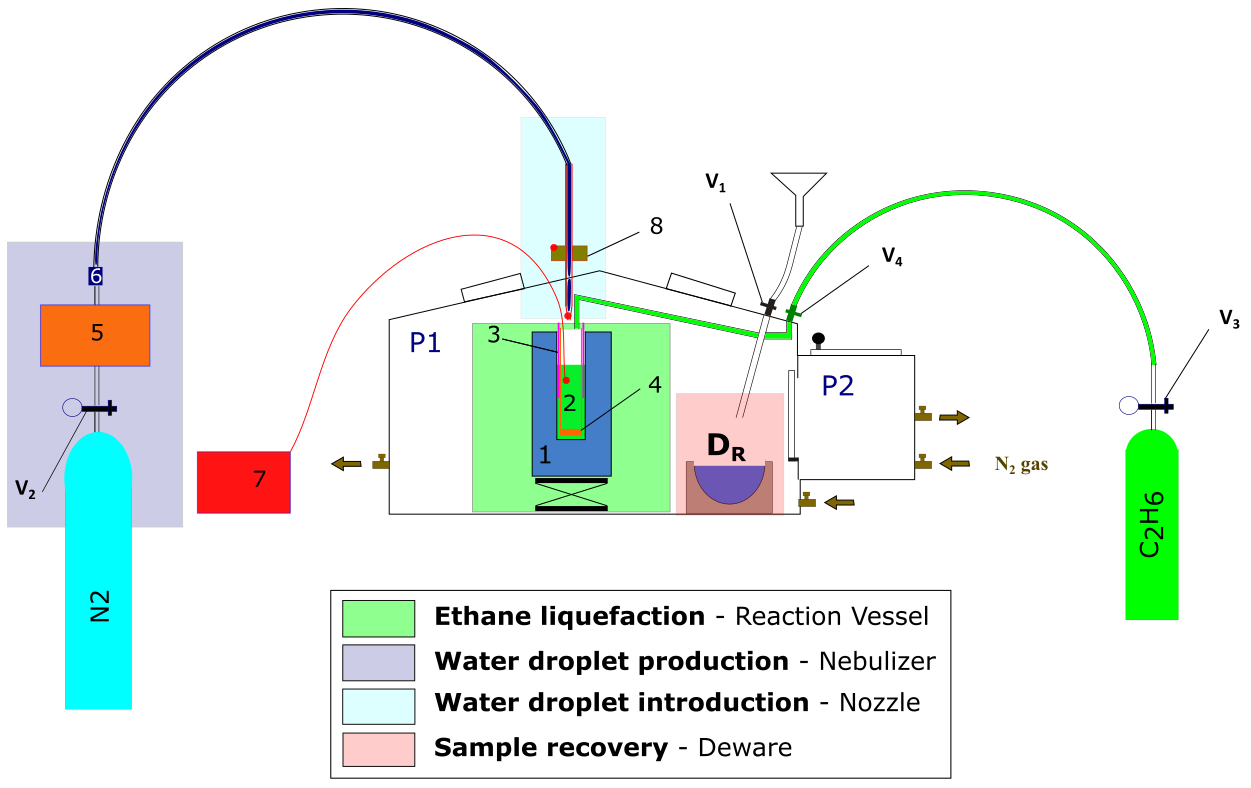 V1
8
V4
6
V3
5
3
P1
P2
4
2
DR
1
N2 gas
7
V2
C2H6
N2
Ethane liquefaction - Reaction Vessel
Water droplet production - Nebulizer
Water droplet introduction - Nozzle
Sample recovery - Deware